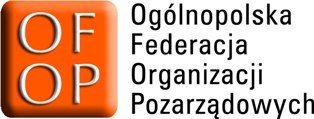 OF
OP
Ogólnopolska
Federacja
Organizacji
Pozarządowych